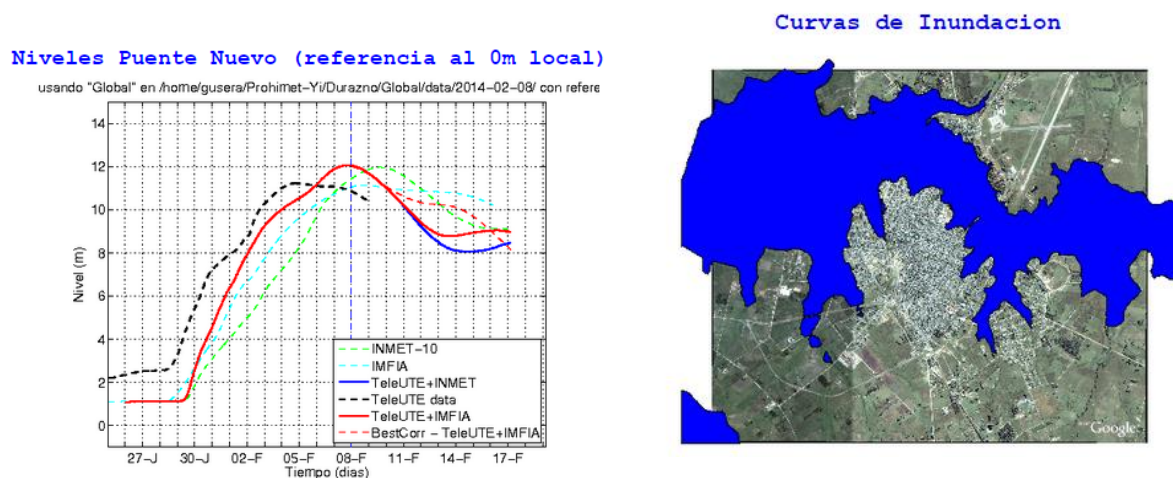 Niveles Puente Nuevo (referencia al 0m local)
usando "Global" en /home/gusera/Prohimet-Yi/Durazno/Global/data/2014-02-08/ con refere
14
12
10
8
6
4
2
0
Nivel (m)
INMET-10
IMFIA
TeleUTE+INMET
TeleUTE data
TeleUTE+IMFIA
BestCorr - TeleUTE+IMFIA
27-J 30-J 02-F 05-F 08-F 11-F 14-F 17-F
Tiempo (dias)
Curvas de Inundacion
Google